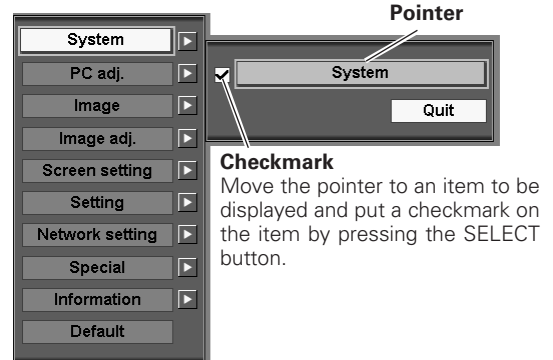 Pointer
System
PC adj.
Image
Image adj.
Screen setting
Setting
Network setting
Special
Information
Default
System
Quit
Checkmark
Move the pointer to an item to be
displayed and put a checkmark on
the item by pressing the SELECT
button.